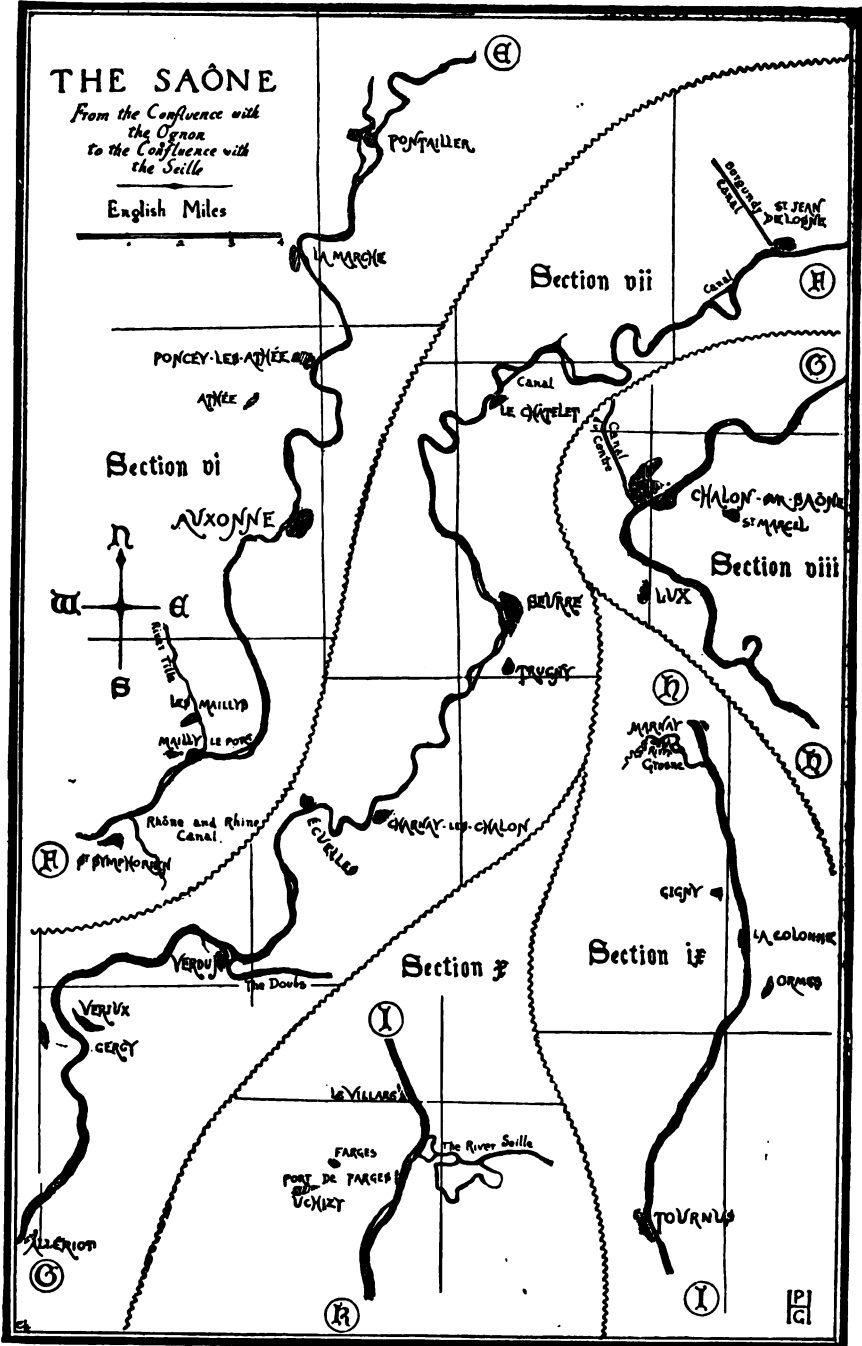 THE SAÔNE
From the Confluence with
the Ognon
to the Confluence with
the Seille
English Miles
1 2 3 4
E
PONTAILLER
LA MARCHE
PONCEY-LES-ATHÉE
ATHÉE
Section vi
AUXONNE
N
W E
S
River Tille
LES MAILLYS
MAILLY LE PORT
Rhône and Rhine
Canal.
ST SYMPHORIEN
F
Section vii
Burgundy
Canal
ST JEAN
DE LOSNE
Canal
F
Canal
LE CHÂTELET
SEURRE
TRUGNY
CHARNAY-LES-CHALON
ÉCUELLES
VERDUN
The Doubs
VERJUX
GERGY
ALLÉRIOT
G
G
Canal
du Centre
CHALON-SUR-SAÔNE
ST MARCEL
Section viii
LUX
H
H
MARNAY
River
Grosne
GIGNY
LA COLONNE
Section ix
ORMES
TOURNUS
I
Section x
I
LE VILLARS
The River Seille
FARGES
PORT DE FARGES
UCHIZY
K
P
G